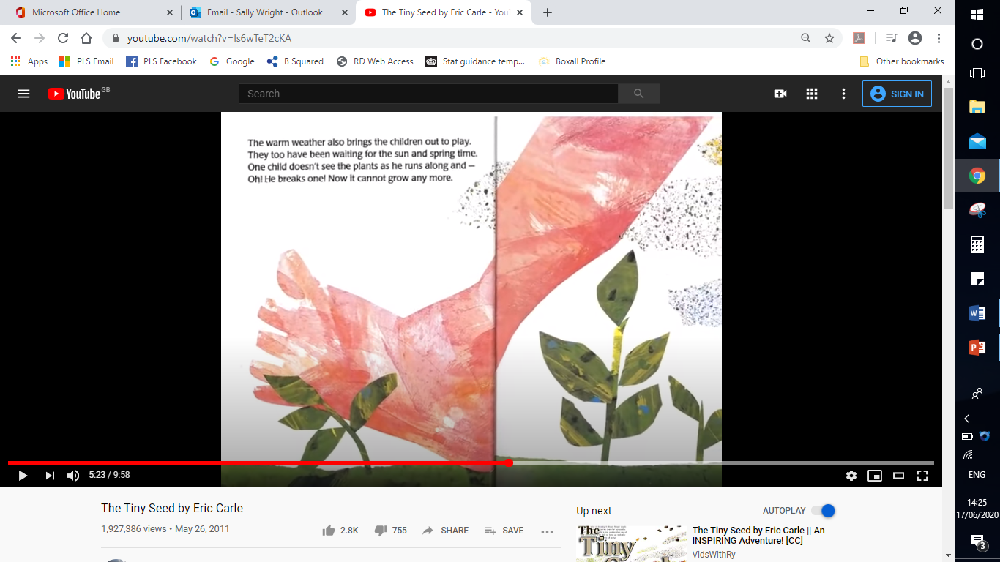 Microsoft Office Home
Email - Sally Wright - Outlook
The Tiny Seed by Eric Carle - You
youtube.com/watch?v=Is6wTeT2cKA
Apps
PLS Email
PLS Facebook
Google
B Squared
RD Web Access
Stat guidance temp...
Boxall Profile
Other bookmarks
YouTube GB
Search
SIGN IN
The warm weather also brings the children out to play.
They too have been waiting for the sun and spring time.
One child doesn't see the plants as he runs along and –
Oh! He breaks one! Now it cannot grow any more.
5:23 / 9:58
ENG
14:25
17/06/2020
3
The Tiny Seed by Eric Carle
1,927,386 views • May 26, 2011
2.8K
755
SHARE
SAVE
Up next
AUTOPLAY
The
Tiny
The Tiny Seed by Eric Carle || An
INSPIRING Adventure! [CC]
VidsWithRy